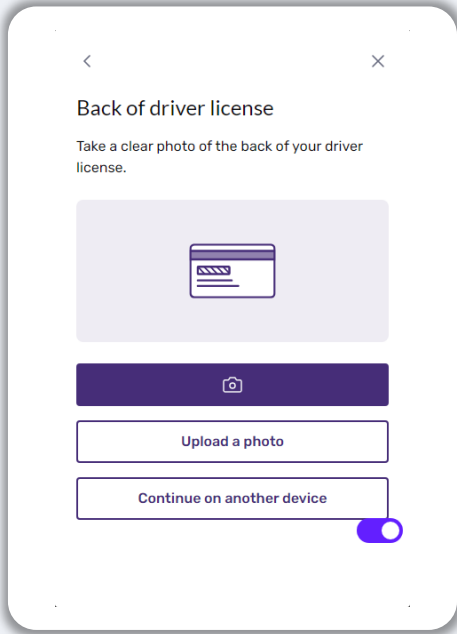 Back of driver license
Take a clear photo of the back of your driver
license.
Upload a photo
Continue on another device